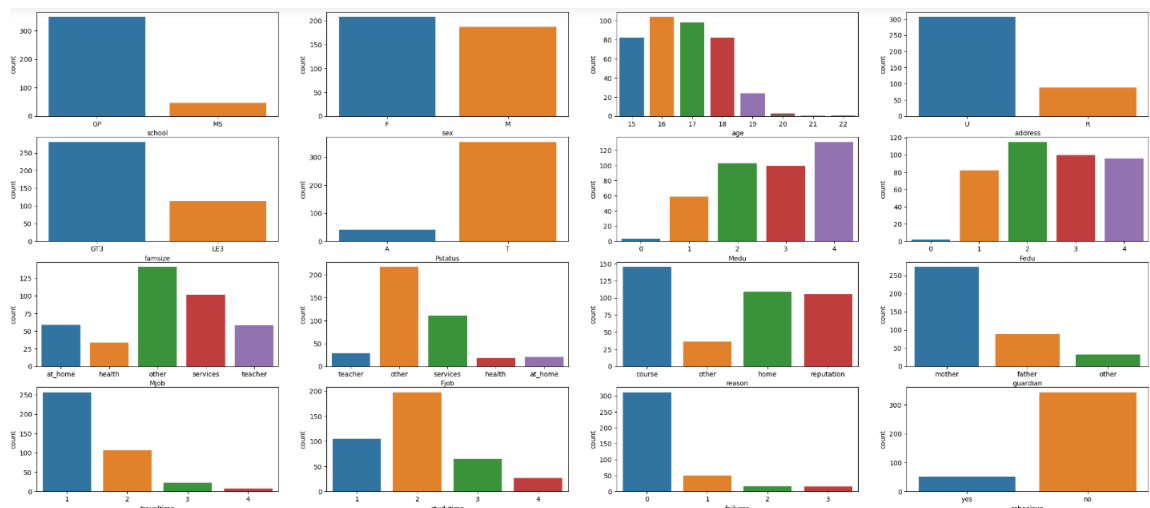 350 300 200 100 0 count GP MS school
200 150 100 50 0 count F M sex
100 80 60 40 20 0 count 15 16 17 18 19 20 21 22 age
300 250 200 150 100 50 0 count U R address
250 200 150 100 50 0 count GT3 LE3 famsize
300 200 100 0 count A T Pstatus
120 100 80 60 40 20 0 count 0 1 2 3 4 Medu
120 100 80 60 40 20 0 count 0 1 2 3 4 Fedu
125 100 75 50 25 0 count at_home health other services teacher Mjob
200 150 100 50 0 count teacher other services health at_home Fjob
150 125 100 75 50 25 0 count course other home reputation reason
250 200 150 100 50 0 count mother father other guardian
250 200 150 100 50 0 count 1 2 3 4 traveltime
200 150 100 50 0 count 1 2 3 4 studytime
300 250 200 150 100 50 0 count 0 1 2 3 failures
300 200 100 0 count yes no